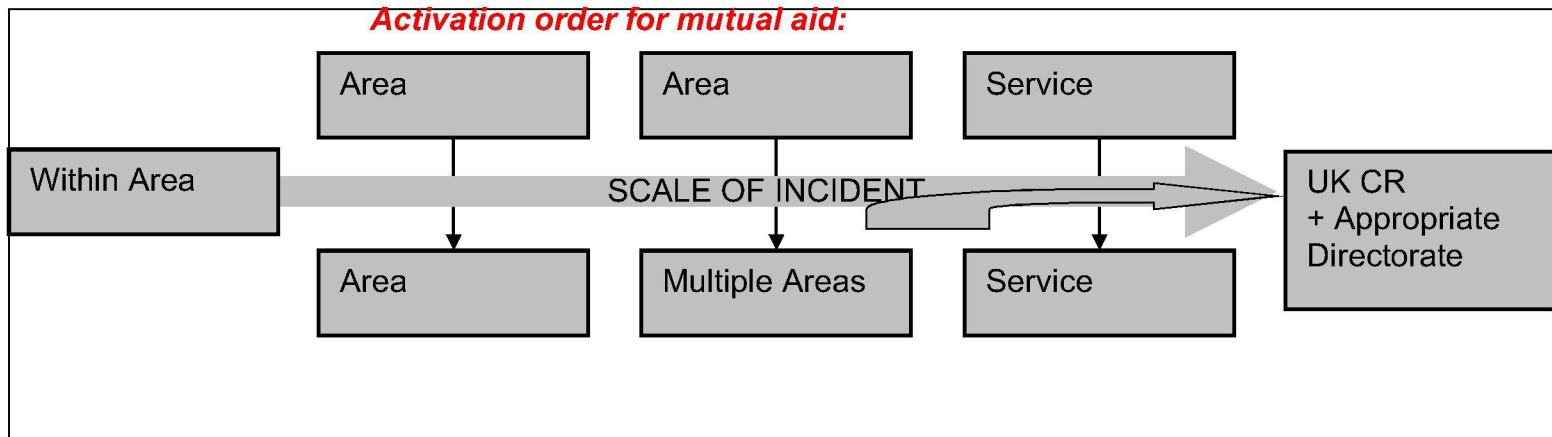 Activation order for mutual aid:
Area
Area
Service
Within Area
SCALE OF INCIDENT
UK CR
+ Appropriate
Directorate
Area
Multiple Areas
Service